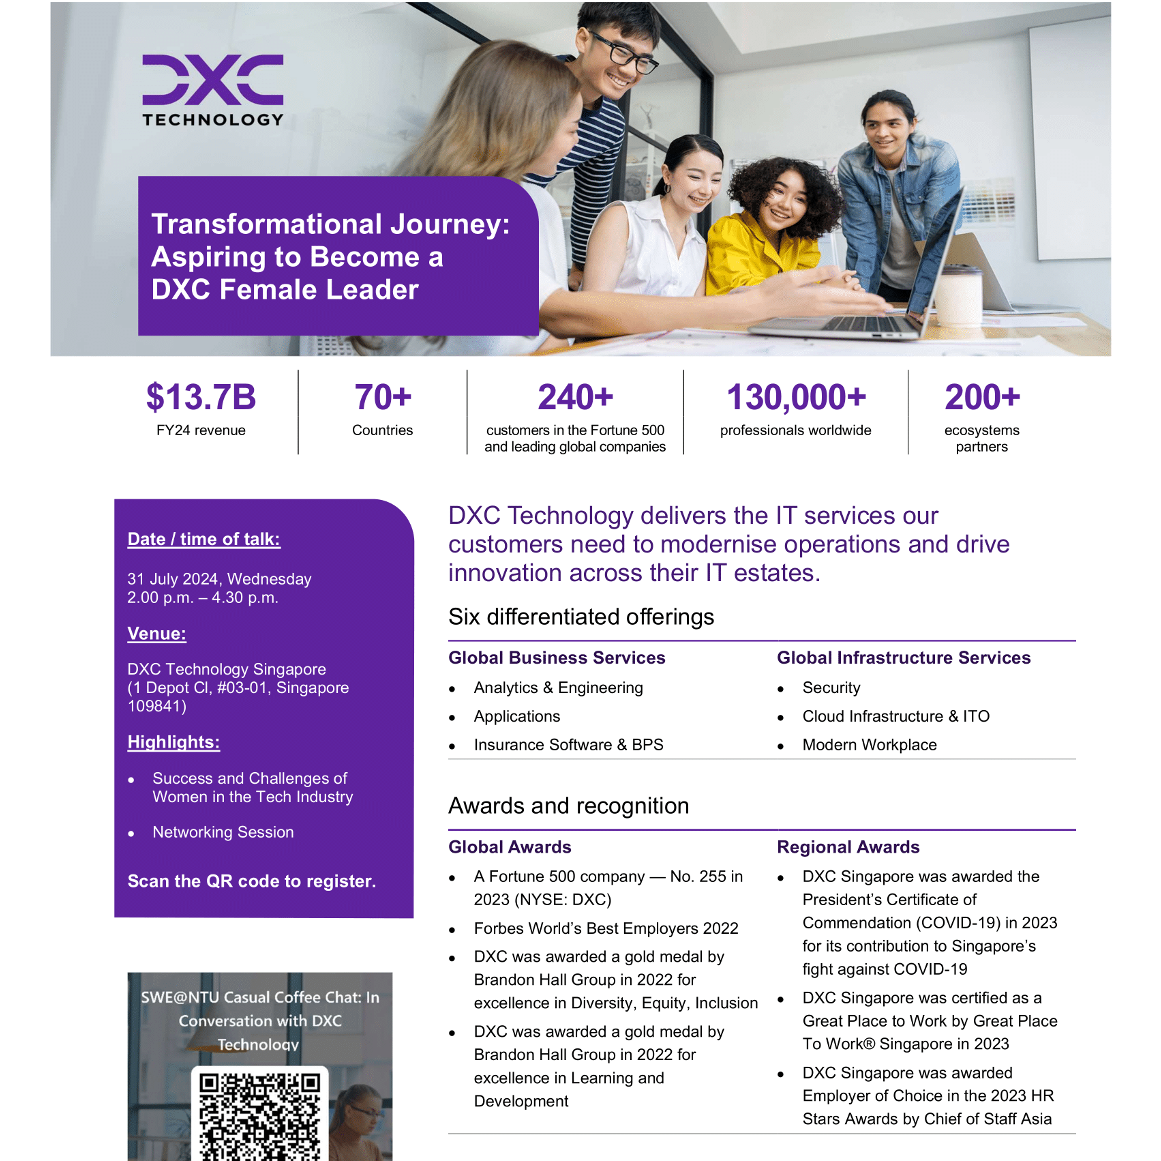 DXC
TECHNOLOGY
Transformational Journey:
Aspiring to Become a
DXC Female Leader
$13.7B
FY24 revenue
70+
Countries
240+
customers in the Fortune 500
and leading global companies
130,000+
professionals worldwide
200+
ecosystems
partners
Date / time of talk:
31 July 2024, Wednesday
2.00 p.m. – 4.30 p.m.
Venue:
DXC Technology Singapore
(1 Depot Cl, #03-01, Singapore
109841)
Highlights:
• Success and Challenges of
Women in the Tech Industry
• Networking Session
Scan the QR code to register.
SWE@NTU Casual Coffee Chat: In
Conversation with DXC
Technology
DXC Technology delivers the IT services our
customers need to modernise operations and drive
innovation across their IT estates.
Six differentiated offerings
Global Business Services
• Analytics & Engineering
• Applications
• Insurance Software & BPS
Global Infrastructure Services
• Security
• Cloud Infrastructure & ITO
• Modern Workplace
Awards and recognition
Global Awards
• A Fortune 500 company — No. 255 in
2023 (NYSE: DXC)
• Forbes World’s Best Employers 2022
• DXC was awarded a gold medal by
Brandon Hall Group in 2022 for
excellence in Diversity, Equity, Inclusion
• DXC was awarded a gold medal by
Brandon Hall Group in 2022 for
excellence in Learning and
Development
Regional Awards
• DXC Singapore was awarded the
President’s Certificate of
Commendation (COVID-19) in 2023
for its contribution to Singapore’s
fight against COVID-19
• DXC Singapore was certified as a
Great Place to Work by Great Place
To Work® Singapore in 2023
• DXC Singapore was awarded
Employer of Choice in the 2023 HR
Stars Awards by Chief of Staff Asia